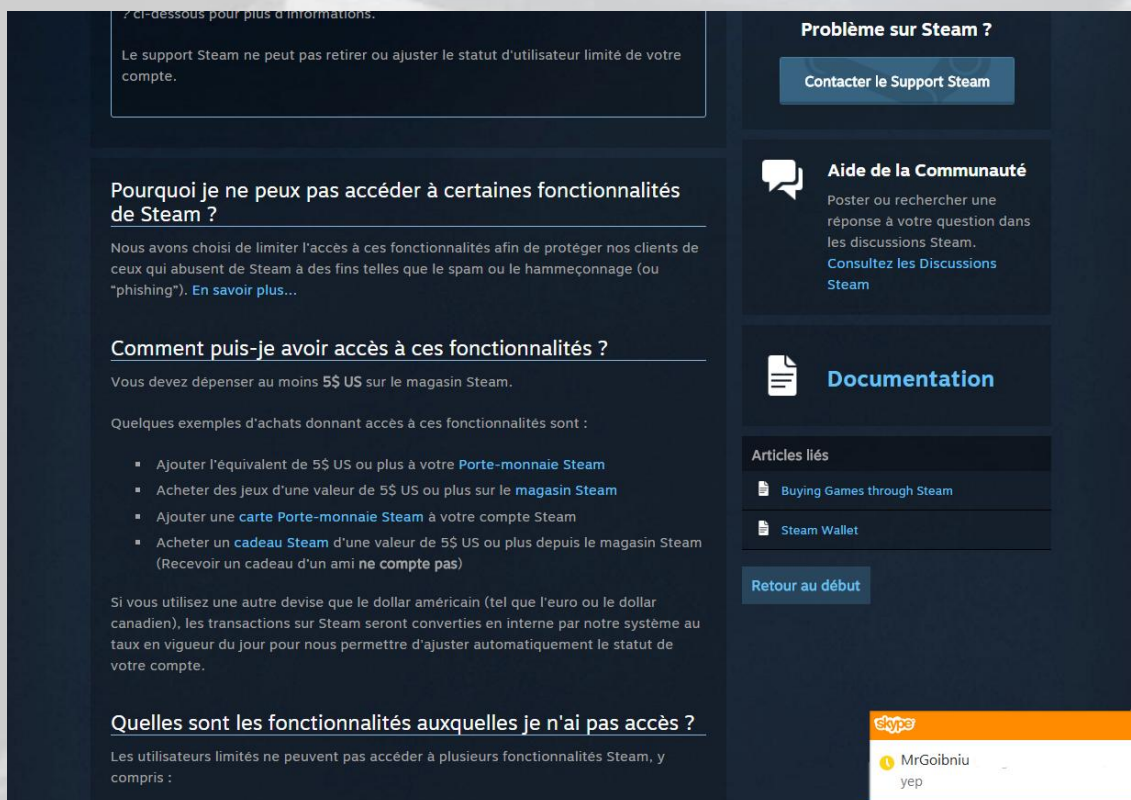 ? ci-dessous pour plus d'informations.
Le support Steam ne peut pas retirer ou ajuster le statut d'utilisateur limité de votre
compte.
Pourquoi je ne peux pas accéder à certaines fonctionnalités
de Steam ?
Nous avons choisi de limiter l'accès à ces fonctionnalités afin de protéger nos clients de
ceux qui abusent de Steam à des fins telles que le spam ou le hammeçonnage (ou
"phishing"). En savoir plus...
Comment puis-je avoir accès à ces fonctionnalités ?
Vous devez dépenser au moins 5$ US sur le magasin Steam.
Quelques exemples d'achats donnant accès à ces fonctionnalités sont :
Ajouter l'équivalent de 5$ US ou plus à votre Porte-monnaie Steam
Acheter des jeux d'une valeur de 5$ US ou plus sur le magasin Steam
Ajouter une carte Porte-monnaie Steam à votre compte Steam
Acheter un cadeau Steam d'une valeur de 5$ US ou plus depuis le magasin Steam
(Recevoir un cadeau d'un ami ne compte pas)
Si vous utilisez une autre devise que le dollar américain (tel que l'euro ou le dollar
canadien), les transactions sur Steam seront converties en interne par notre système au
taux en vigueur du jour pour nous permettre d'ajuster automatiquement le statut de
votre compte.
Quelles sont les fonctionnalités auxquelles je n'ai pas accès ?
Les utilisateurs limités ne peuvent pas accéder à plusieurs fonctionnalités Steam, y
compris :
Problème sur Steam ?
Contacter le Support Steam
Aide de la Communauté
Poster ou rechercher une
réponse à votre question dans
les discussions Steam.
Consultez les Discussions
Steam
Documentation
Articles liés
Buying Games through Steam
Steam Wallet
Retour au début
skype
MrGoibniu
yep